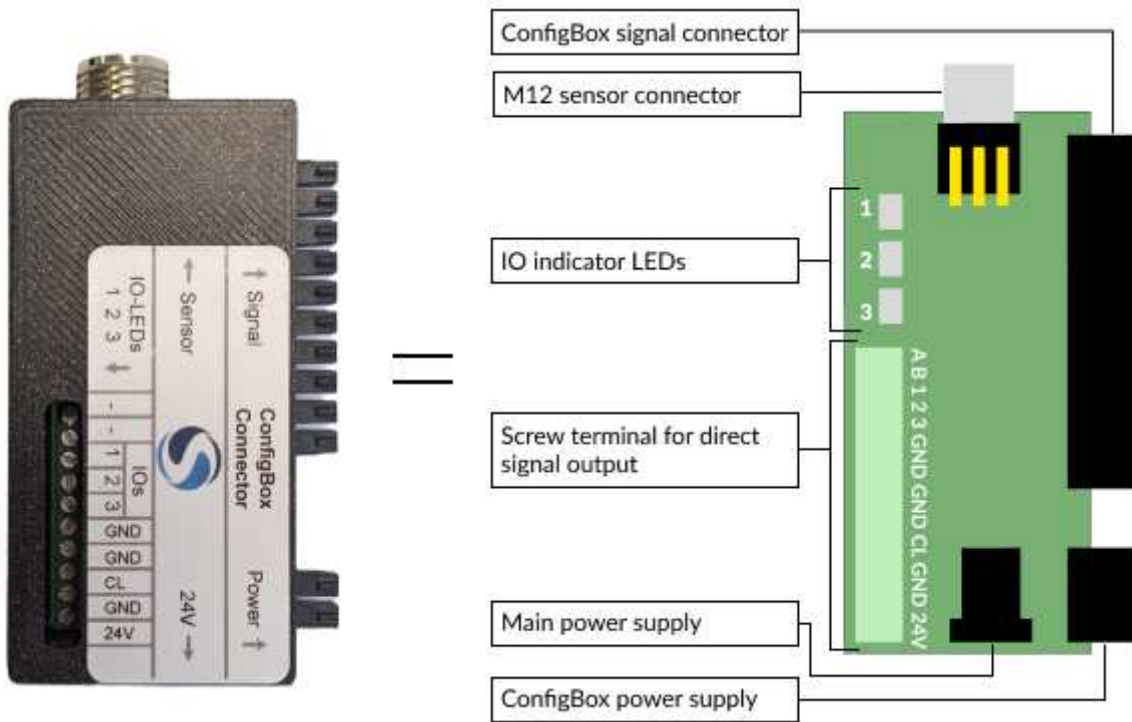 ConfigBox signal connector
M12 sensor connector
IO indicator LEDs
Screw terminal for direct
signal output
Main power supply
ConfigBox power supply
1
2
3
A B 1 2 3 GND GND CL GND 24V
↑ Signal
ConfigBox
Connector
Power ↑
← Sensor
24V →
IO-LEDs
1 2 3
-
-
1
2
3
IOs
GND
GND
CL
GND
24V